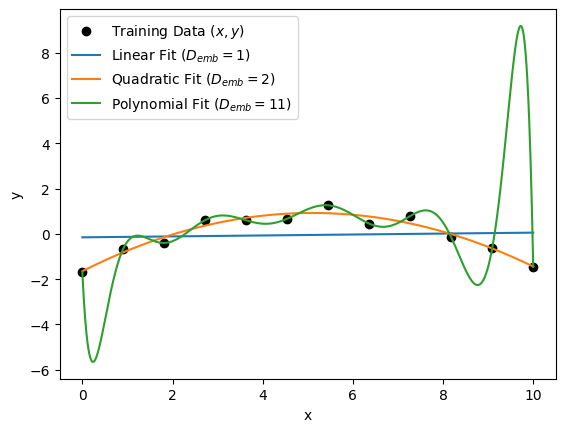 Training Data (x, y)
Linear Fit (D_emb = 1)
Quadratic Fit (D_emb = 2)
Polynomial Fit (D_emb = 11)
y
8
6
4
2
0
−2
−4
−6
0 2 4 6 8 10
x